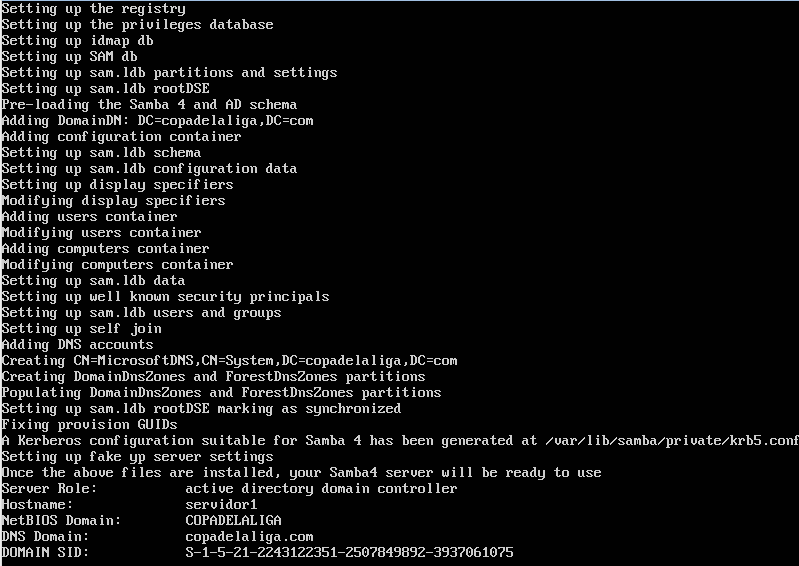 Setting up the registry
Setting up the privileges database
Setting up idmap db
Setting up SAM db
Setting up sam.ldb partitions and settings
Setting up sam.ldb rootDSE
Pre-loading the Samba 4 and AD schema
Adding DomainDN: DC=copadelaliga,DC=com
Adding configuration container
Setting up sam.ldb schema
Setting up sam.ldb configuration data
Setting up display specifiers
Modifying display specifiers
Adding users container
Modifying users container
Adding computers container
Modifying computers container
Setting up sam.ldb data
Setting up well known security principals
Setting up sam.ldb users and groups
Setting up self join
Adding DNS accounts
Creating CN=MicrosoftDNS,CN=System,DC=copadelaliga,DC=com
Creating DomainDnsZones and ForestDnsZones partitions
Populating DomainDnsZones and ForestDnsZones partitions
Setting up sam.ldb rootDSE marking as synchronized
Fixing provision GUIDs
A Kerberos configuration suitable for Samba 4 has been generated at /var/lib/samba/private/krb5.conf
Setting up fake yp server settings
Once the above files are installed, your Samba4 server will be ready to use
Server Role:           active directory domain controller
Hostname:              servidor1
NetBIOS Domain:        COPADELALIGA
DNS Domain:            copadelaliga.com
DOMAIN SID:            S-1-5-21-2243122351-2507849892-3937061075